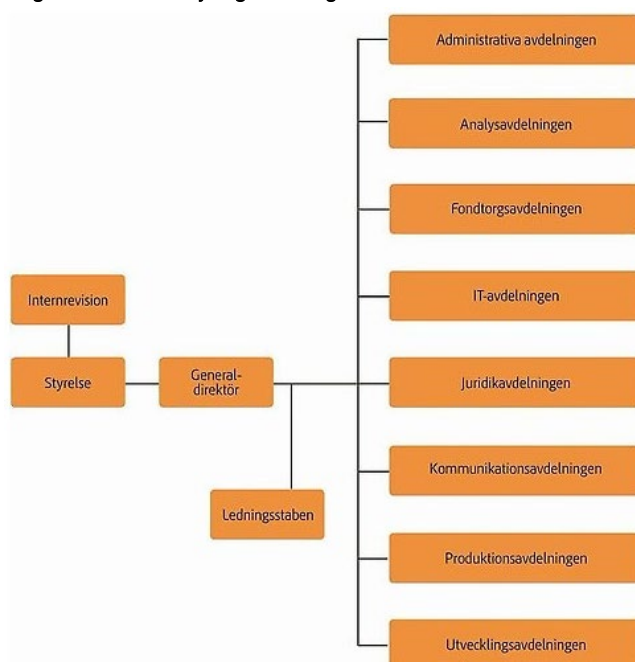 Administrativa avdelningen
Analysavdelningen
Fondtorgsavdelningen
Internrevision
IT-avdelningen
Styrelse
General-
direktör
Juridikavdelningen
Ledningsstaben
Kommunikationsavdelningen
Produktionsavdelningen
Utvecklingsavdelningen